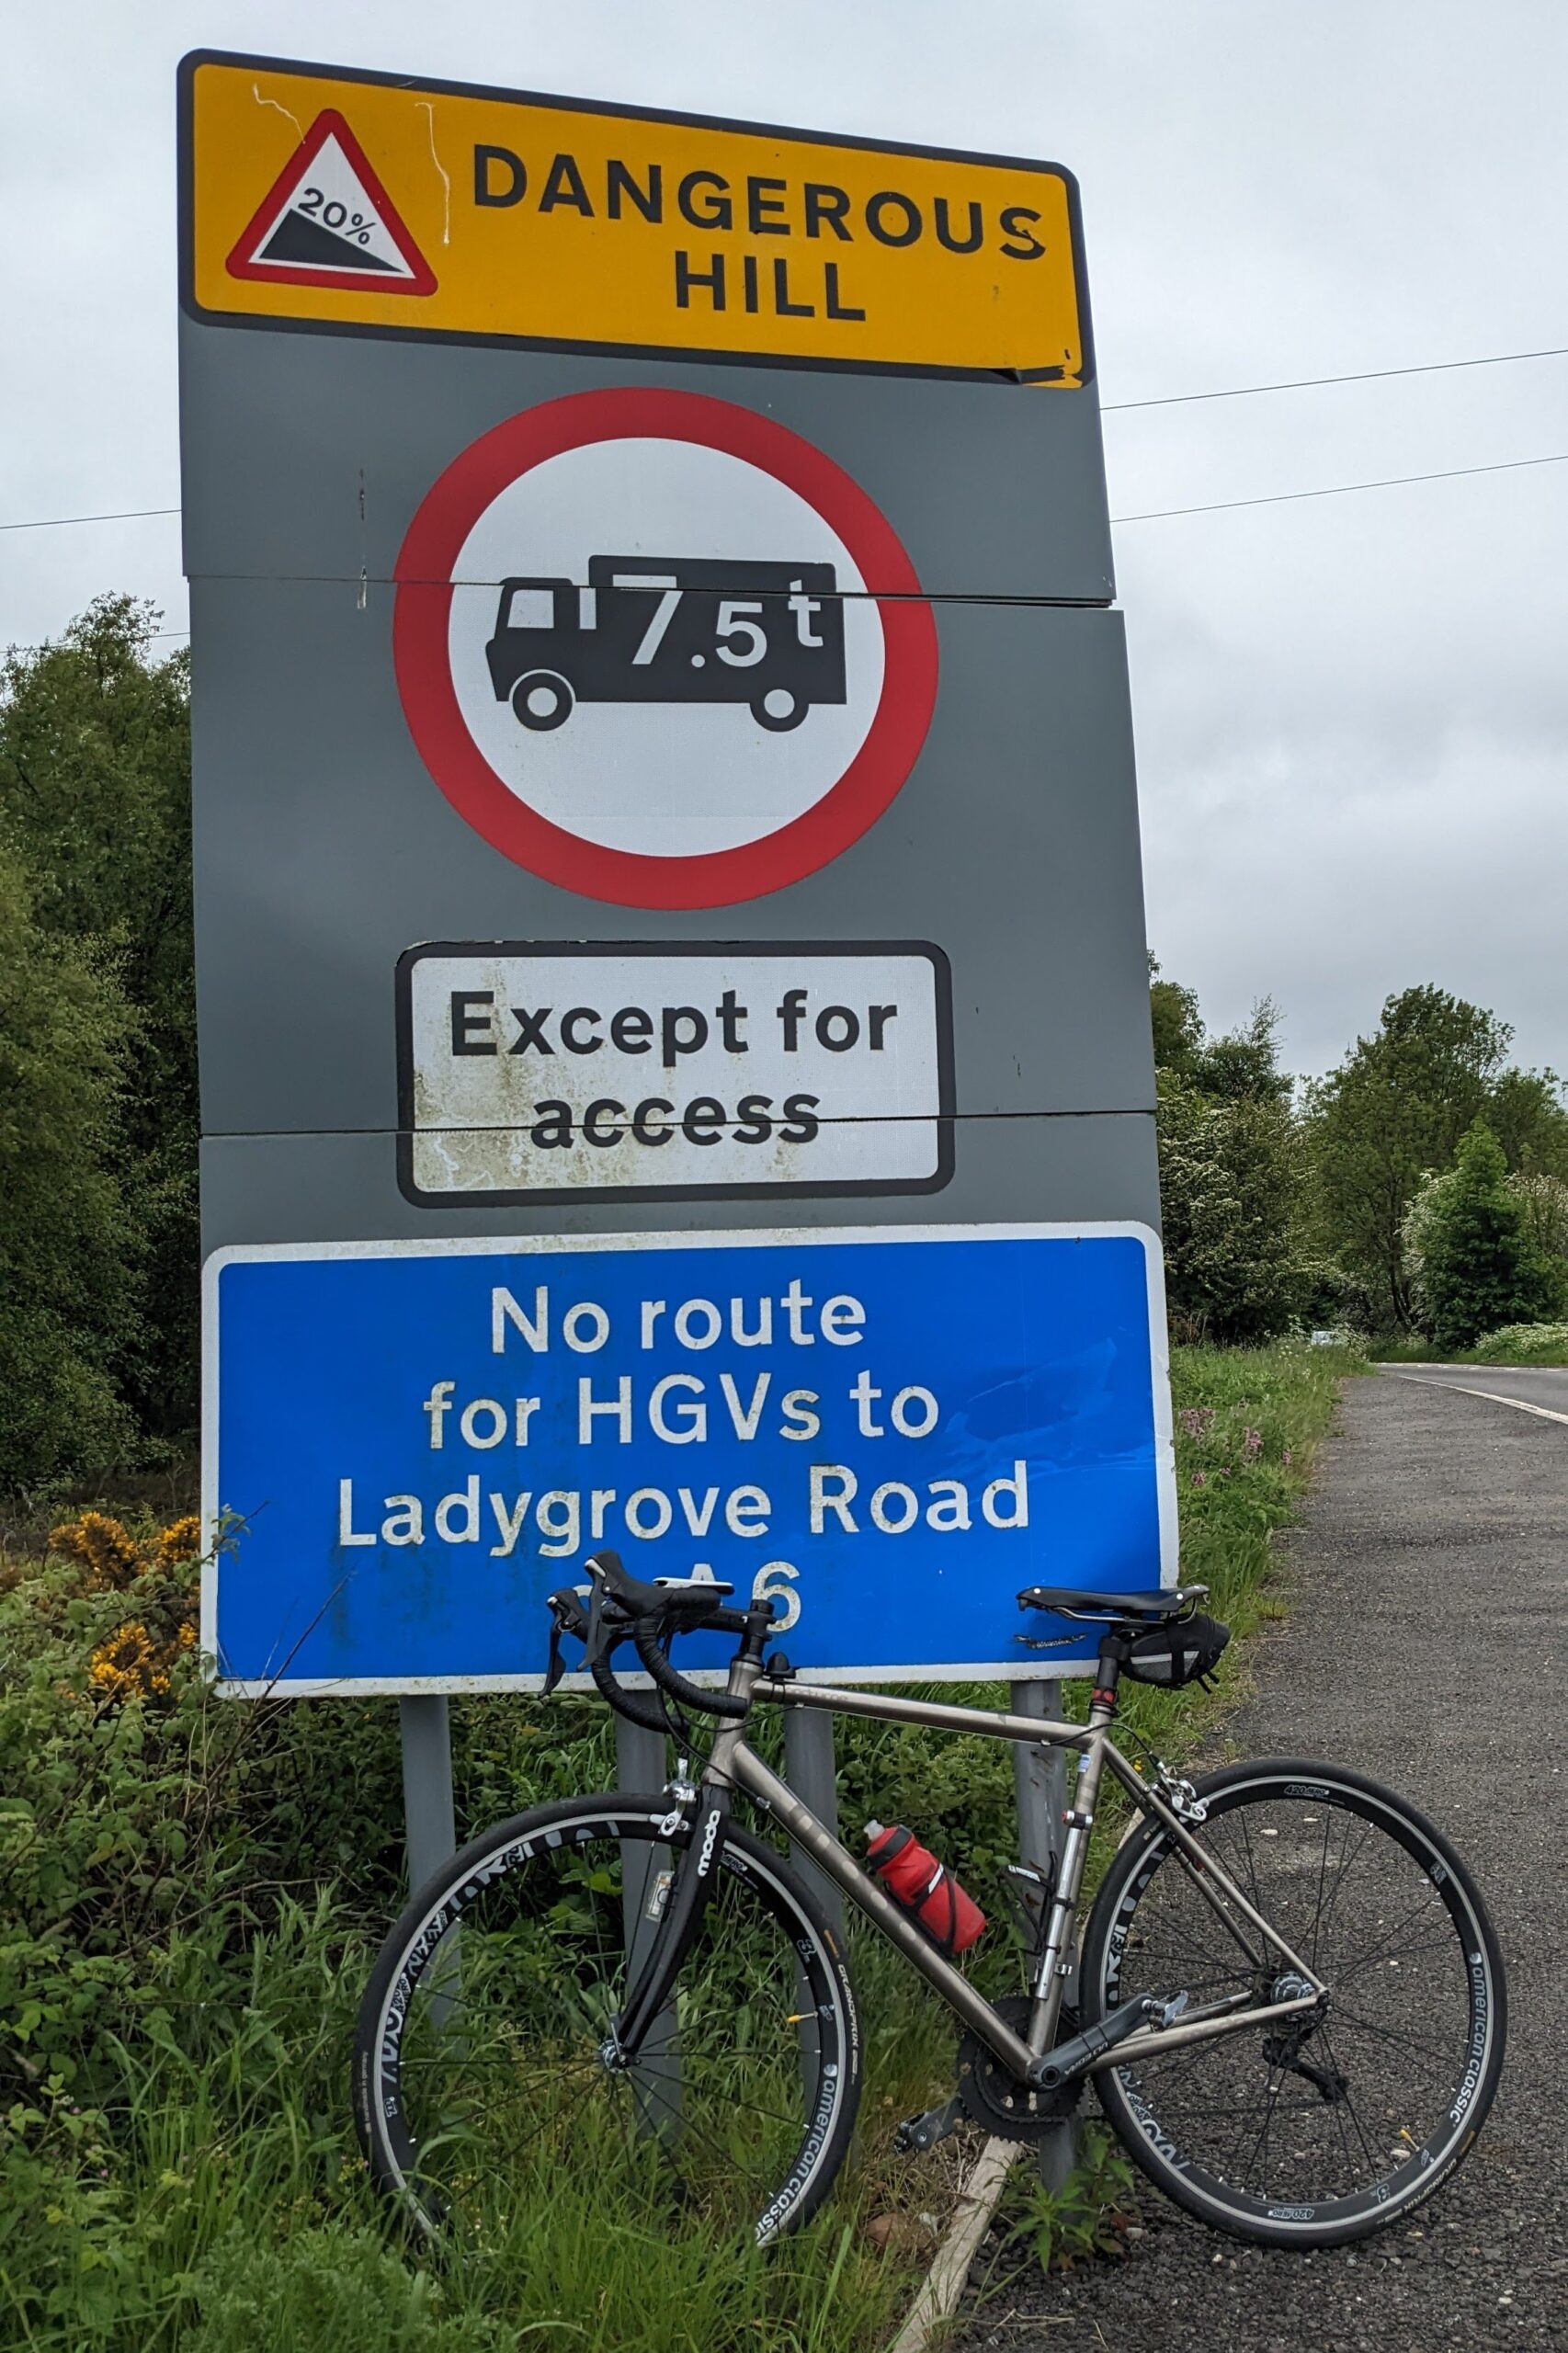 20%
DANGEROUS
HILL
7.5t
Except for
access
No route
for HGVs to
Ladygrove Road
A6
moda
american classic
american classic
420